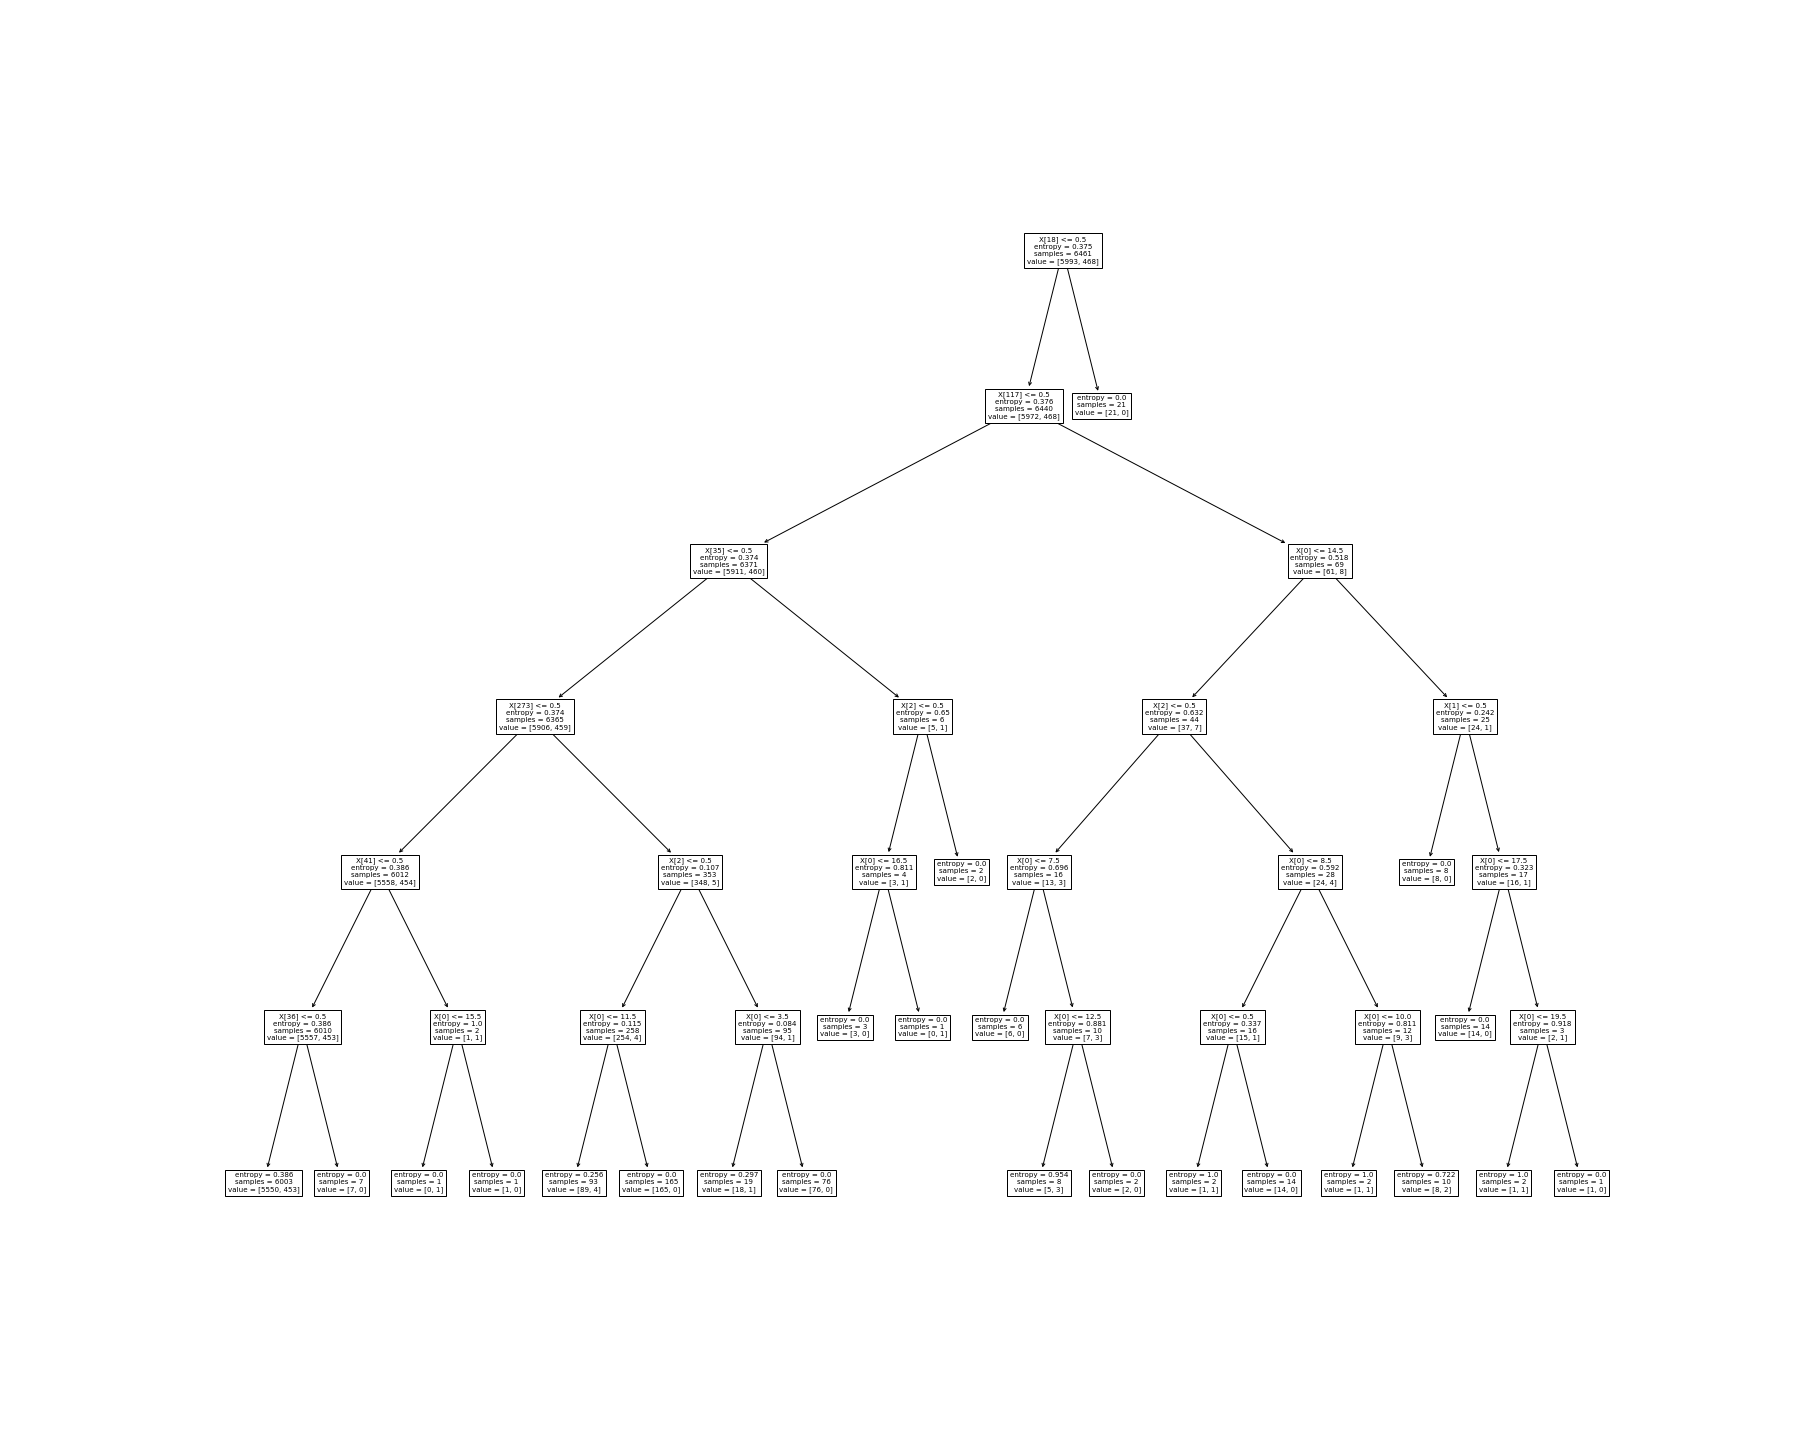 X[18] <= 0.5
entropy = 0.375
samples = 6461
value = [5993, 468]
X[117] <= 0.5
entropy = 0.376
samples = 6440
value = [5972, 468]
entropy = 0.0
samples = 21
value = [21, 0]
X[35] <= 0.5
entropy = 0.374
samples = 6371
value = [5911, 460]
X[0] <= 14.5
entropy = 0.518
samples = 69
value = [61, 8]
X[273] <= 0.5
entropy = 0.374
samples = 6365
value = [5906, 459]
X[2] <= 0.5
entropy = 0.65
samples = 6
value = [5, 1]
X[2] <= 0.5
entropy = 0.632
samples = 44
value = [37, 7]
X[1] <= 0.5
entropy = 0.242
samples = 25
value = [24, 1]
X[41] <= 0.5
entropy = 0.386
samples = 6012
value = [5558, 454]
X[2] <= 0.5
entropy = 0.107
samples = 353
value = [348, 5]
X[0] <= 16.5
entropy = 0.811
samples = 4
value = [3, 1]
entropy = 0.0
samples = 2
value = [2, 0]
X[0] <= 7.5
entropy = 0.696
samples = 16
value = [13, 3]
X[0] <= 8.5
entropy = 0.592
samples = 28
value = [24, 4]
entropy = 0.0
samples = 8
value = [8, 0]
X[0] <= 17.5
entropy = 0.323
samples = 17
value = [16, 1]
X[36] <= 0.5
entropy = 0.386
samples = 6010
value = [5557, 453]
X[0] <= 15.5
entropy = 1.0
samples = 2
value = [1, 1]
X[0] <= 11.5
entropy = 0.115
samples = 258
value = [254, 4]
X[0] <= 3.5
entropy = 0.084
samples = 95
value = [94, 1]
entropy = 0.0
samples = 3
value = [3, 0]
entropy = 0.0
samples = 1
value = [0, 1]
entropy = 0.0
samples = 6
value = [6, 0]
X[0] <= 12.5
entropy = 0.881
samples = 10
value = [7, 3]
X[0] <= 0.5
entropy = 0.337
samples = 16
value = [15, 1]
X[0] <= 10.0
entropy = 0.811
samples = 12
value = [9, 3]
entropy = 0.0
samples = 14
value = [14, 0]
X[0] <= 19.5
entropy = 0.918
samples = 3
value = [2, 1]
entropy = 0.386
samples = 6003
value = [5550, 453]
entropy = 0.0
samples = 7
value = [7, 0]
entropy = 0.0
samples = 1
value = [0, 1]
entropy = 0.0
samples = 1
value = [1, 0]
entropy = 0.256
samples = 93
value = [89, 4]
entropy = 0.0
samples = 165
value = [165, 0]
entropy = 0.297
samples = 19
value = [18, 1]
entropy = 0.0
samples = 76
value = [76, 0]
entropy = 0.954
samples = 8
value = [5, 3]
entropy = 0.0
samples = 2
value = [2, 0]
entropy = 1.0
samples = 2
value = [1, 1]
entropy = 0.0
samples = 14
value = [14, 0]
entropy = 1.0
samples = 2
value = [1, 1]
entropy = 0.722
samples = 10
value = [8, 2]
entropy = 1.0
samples = 2
value = [1, 1]
entropy = 0.0
samples = 1
value = [1, 0]